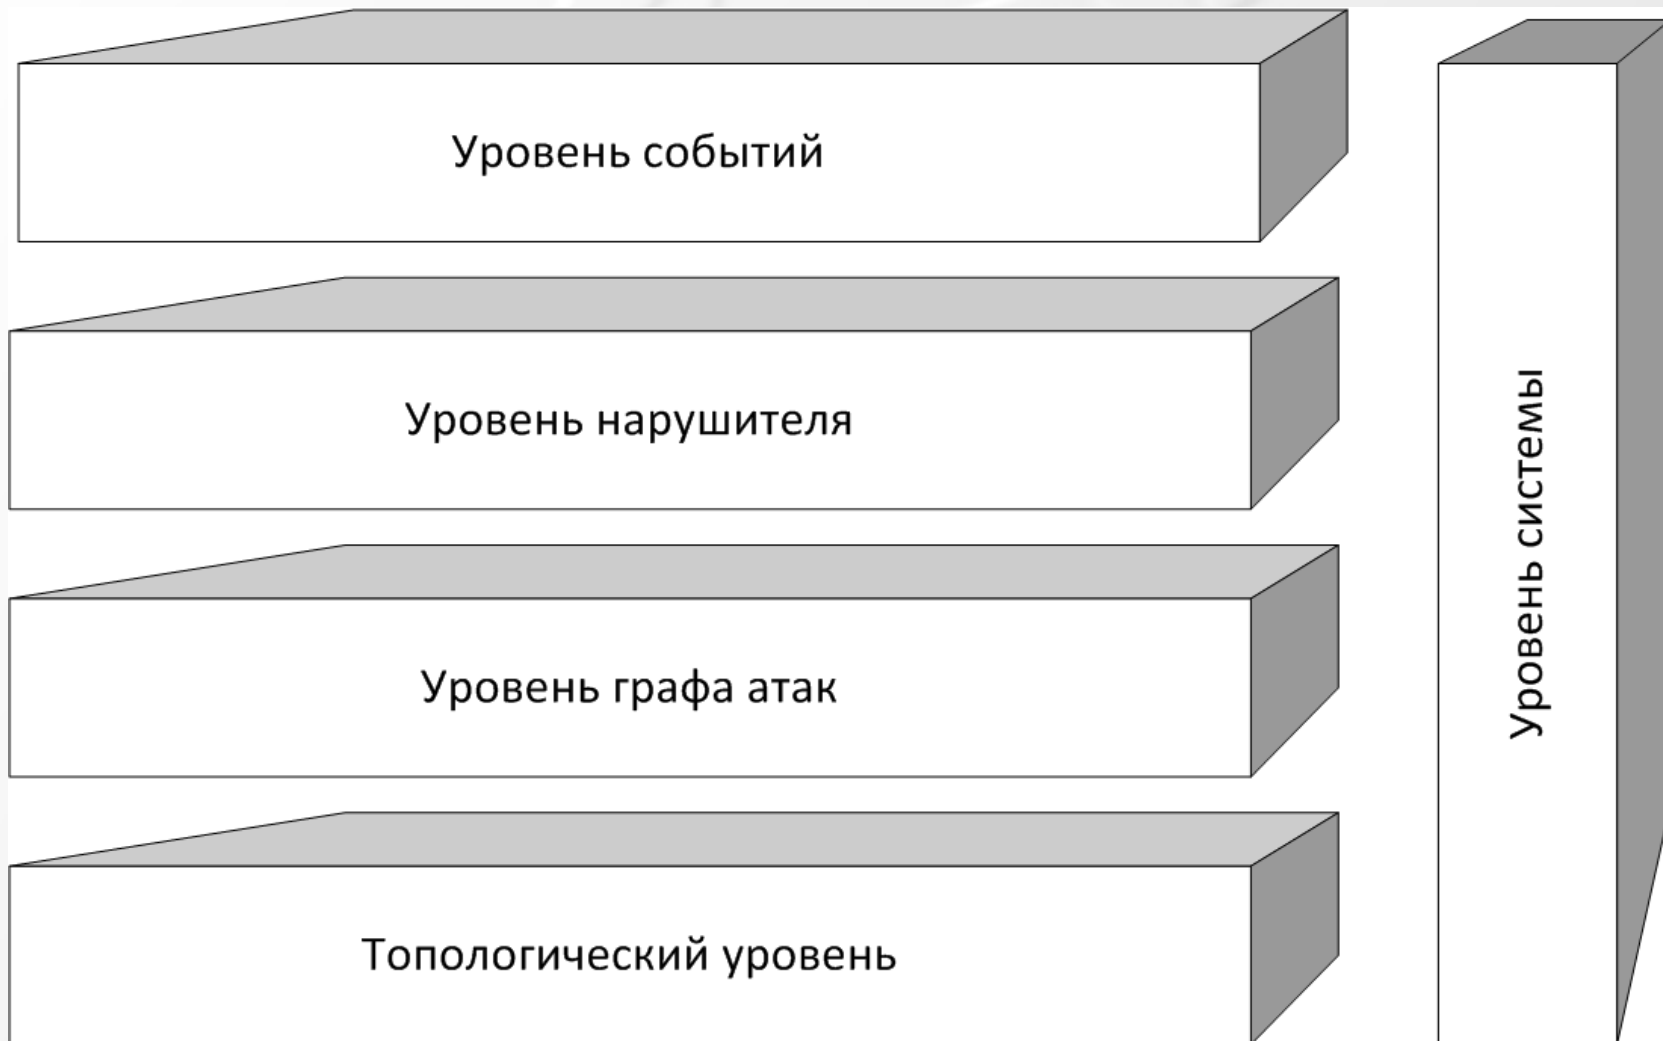 Уровень событий
Уровень нарушителя
Уровень графа атак
Топологический уровень
Уровень системы